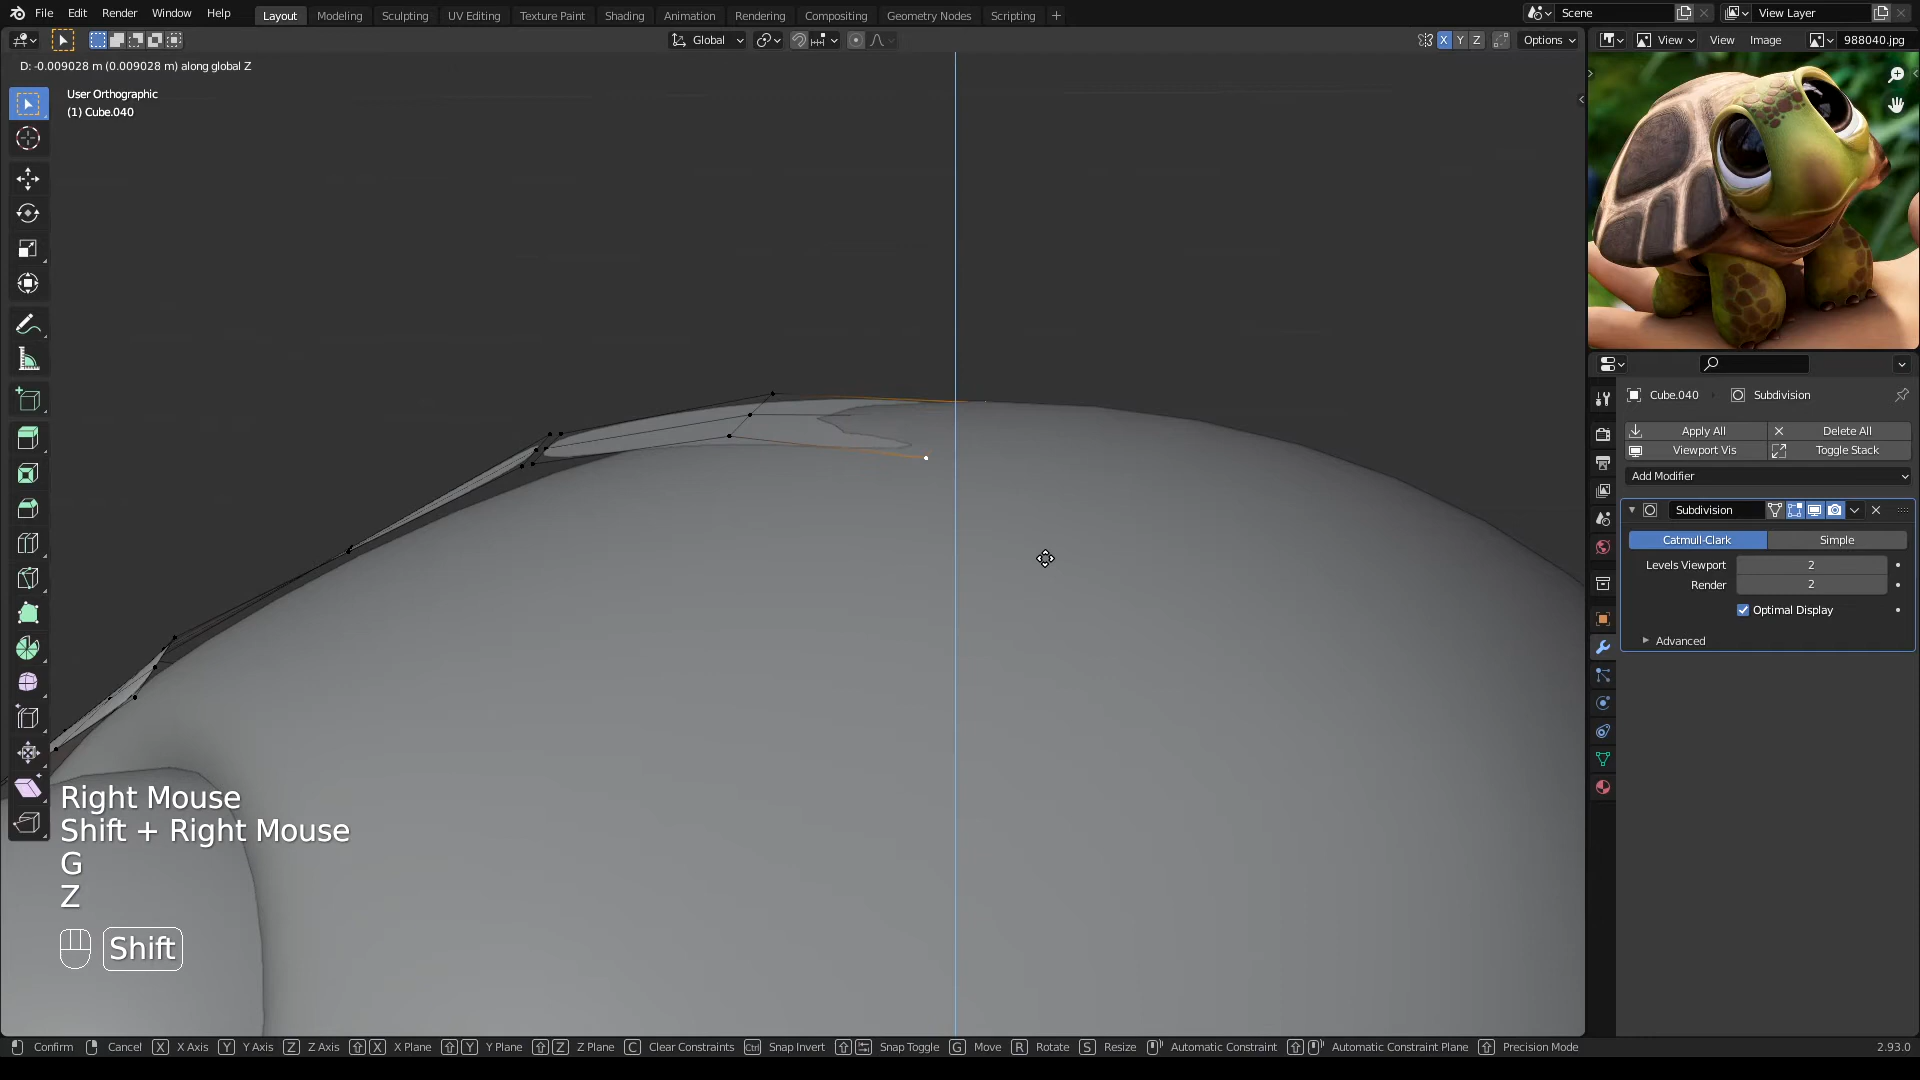 File Edit Render Window Help Layout Modeling Sculpting UV Editing Texture Paint Shading Animation Rendering Compositing Geometry Nodes Scripting + Scene View Layer
Global X Y Z Options View View Image 988040.jpg
D: -0.009028 m (0.009028 m) along global Z
User Orthographic
(1) Cube.040
Cube.040 Subdivision
Apply All Delete All
Viewport Vis Toggle Stack
Add Modifier
Subdivision
Catmull-Clark Simple
Levels Viewport 2
Render 2
Optimal Display
Advanced
Right Mouse
Shift + Right Mouse
G
Z
Shift
Confirm Cancel X X Axis Y Y Axis Z Z Axis X X Plane Y Y Plane Z Z Plane C Clear Constraints Ctrl Snap Invert Snap Toggle G Move R Rotate S Resize Automatic Constraint Automatic Constraint Plane Precision Mode 2.93.0